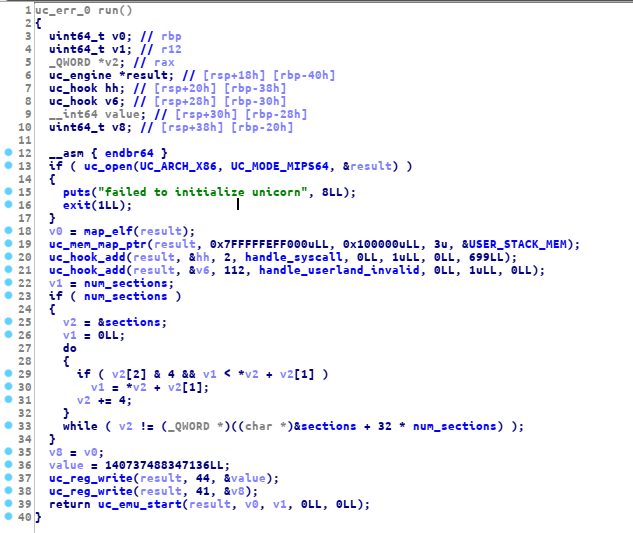 1 uc_err_0 run()
2 {
3 uint64_t v0; // rbp
4 uint64_t v1; // r12
5 _QWORD *v2; // rax
6 uc_engine *result; // [rsp+18h] [rbp-40h]
7 uc_hook hh; // [rsp+20h] [rbp-38h]
8 uc_hook v6; // [rsp+28h] [rbp-30h]
9 __int64 value; // [rsp+30h] [rbp-28h]
10 uint64_t v8; // [rsp+38h] [rbp-20h]
11
12 __asm { endbr64 }
13 if ( uc_open(UC_ARCH_X86, UC_MODE_MIPS64, &result) )
14 {
15 puts("failed to initialize unicorn", 8LL);
16 exit(1LL);
17 }
18 v0 = map_elf(result);
19 uc_mem_map_ptr(result, 0x7FFFFFEFF000uLL, 0x100000uLL, 3u, &USER_STACK_MEM);
20 uc_hook_add(result, &hh, 2, handle_syscall, 0LL, 1uLL, 0LL, 699LL);
21 uc_hook_add(result, &v6, 112, handle_userland_invalid, 0LL, 1uLL, 0LL);
22 v1 = num_sections;
23 if ( num_sections )
24 {
25 v2 = &sections;
26 v1 = 0LL;
27 do
28 {
29 if ( v2[2] & 4 && v1 < *v2 + v2[1] )
30 v1 = *v2 + v2[1];
31 v2 += 4;
32 }
33 while ( v2 != (_QWORD *)((char *)&sections + 32 * num_sections) );
34 }
35 v8 = v0;
36 value = 140737488347136LL;
37 uc_reg_write(result, 44, &value);
38 uc_reg_write(result, 41, &v8);
39 return uc_emu_start(result, v0, v1, 0LL, 0LL);
40 }